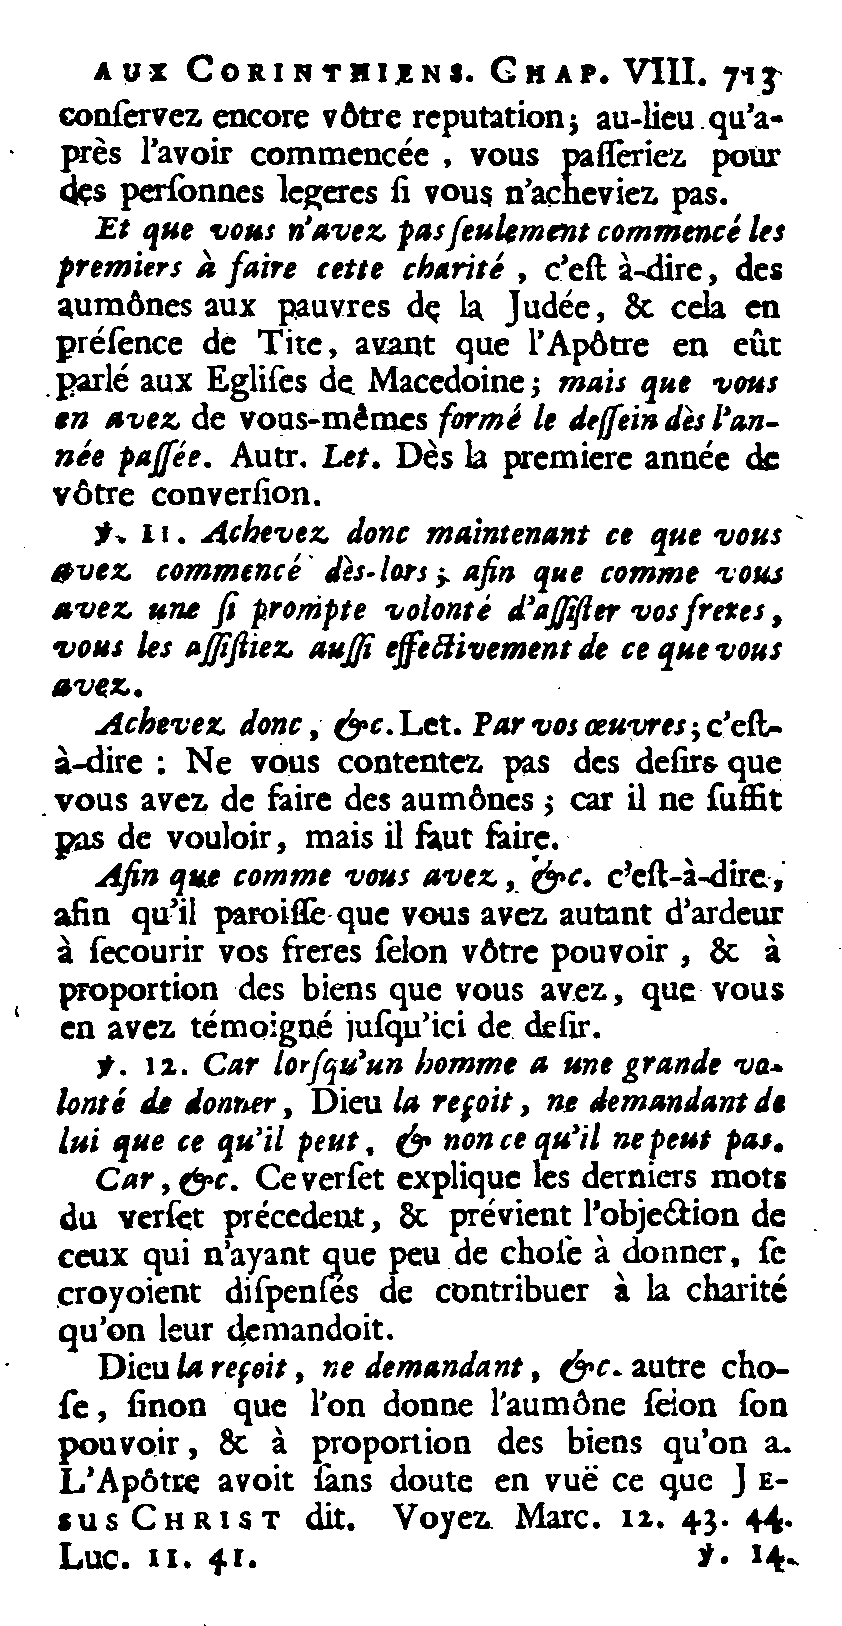 AUX CORINTHIENS. CHAP. VIII. 713
conſervez encore vôtre reputation; au-lieu qu'a-
près l'avoir commencée, vous paſſeriez pour
des perſonnes legeres ſi vous n'acheviez pas.
Et que vous n'avez pas ſeulement commencé les
premiers à faire cette charité, c'eſt à-dire, des
aumônes aux pauvres de la Judée, & cela en
préſence de Tite, avant que l'Apôtre en eût
parlé aux Egliſes de Macedoine; mais que vous
en avez de vous-mêmes formé le deſſein dès l'an-
née paſſée. Autr. Let. Dès la premiere année de
vôtre converſion.
℣. 11. Achevez donc maintenant ce que vous
avez commencé dès-lors; afin que comme vous
avez une ſi prompte volonté d'aſſiſter vos freres,
vous les aſſiſtiez auſſi effectivement de ce que vous
avez.
Achevez donc, &c. Let. Par vos œuvres; c'eſt-
à-dire : Ne vous contentez pas des deſirs que
vous avez de faire des aumônes; car il ne ſuffit
pas de vouloir, mais il faut faire.
Afin que comme vous avez, &c. c'eſt-à-dire,
afin qu'il paroiſſe que vous avez autant d'ardeur
à ſecourir vos freres ſelon vôtre pouvoir, & à
proportion des biens que vous avez, que vous
en avez témoigné juſqu'ici de deſir.
℣. 12. Car lorſqu'un homme a une grande vo-
lonté de donner, Dieu la reçoit, ne demandant de
lui que ce qu'il peut, & non ce qu'il ne peut pas.
Car, &c. Ce verſet explique les derniers mots
du verſet précedent, & prévient l'objection de
ceux qui n'ayant que peu de choſe à donner, ſe
croyoient diſpenſés de contribuer à la charité
qu'on leur demandoit.
Dieu la reçoit, ne demandant, &c. autre cho-
ſe, ſinon que l'on donne l'aumône ſelon ſon
pouvoir, & à proportion des biens qu'on a.
L'Apôtre avoit ſans doute en vuë ce que JE-
SUS CHRIST dit. Voyez Marc. 12. 43. 44.
Luc. 11. 41. ℣. 14.